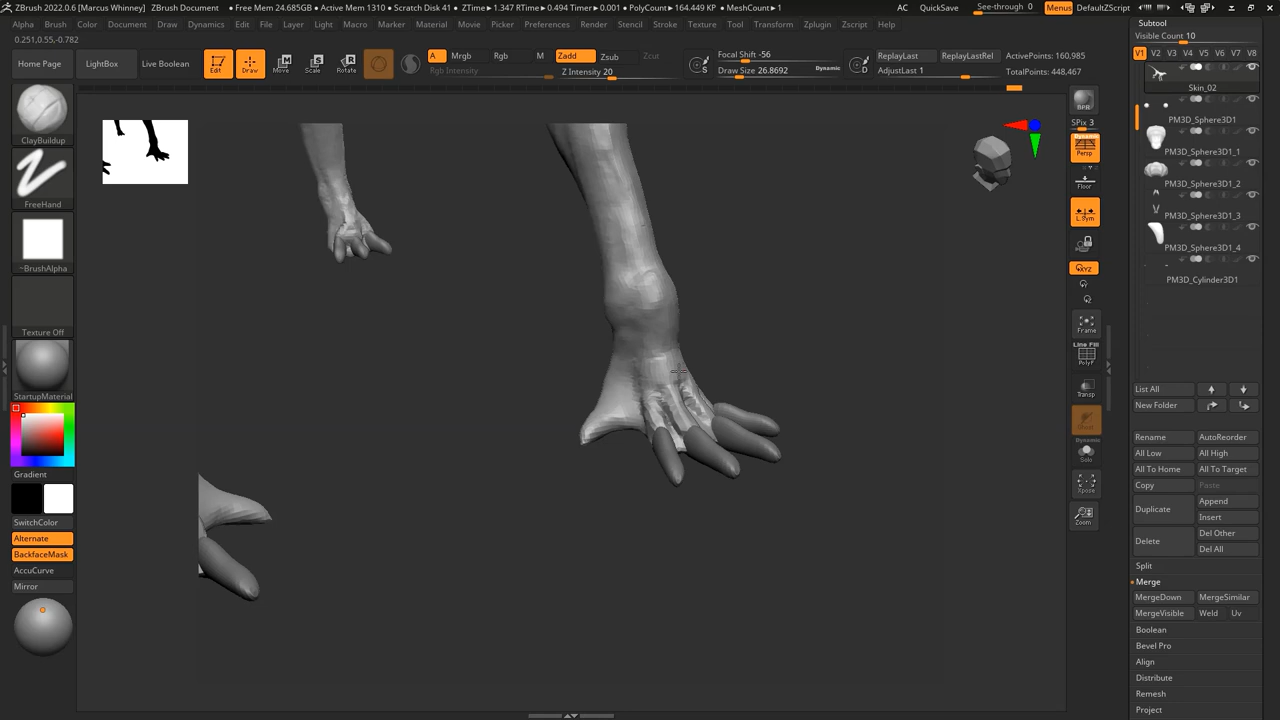 ZBrush 2022.0.6 [Marcus Whinney] ZBrush Document • Free Mem 24.685GB • Active Mem 1310 • Scratch Disk 41 • ZTime►1.347 RTime►0.494 Timer►0.001 • PolyCount►164.449 KP • MeshCount►1 AC QuickSave See-through 0 Menus DefaultZScript
Alpha Brush Color Document Draw Dynamics Edit File Layer Light Macro Marker Material Movie Picker Preferences Render Stencil Stroke Texture Tool Transform Zplugin Zscript Help
0.251,0.55,-0.782
Home Page LightBox Live Boolean Edit Draw Move Scale Rotate
A Mrgb Rgb M Zadd Zsub Zcut
Rgb Intensity Z Intensity 20
Focal Shift -56
Draw Size 26.8692 Dynamic
S D
ReplayLast ReplayLastRel
AdjustLast 1
ActivePoints: 160,985
TotalPoints: 448,467
ClayBuildup
FreeHand
~BrushAlpha
Texture Off
StartupMaterial
Gradient
SwitchColor
Alternate
BackfaceMask
AccuCurve
Mirror
BPR
SPix 3
Dynamic
Persp
Floor
L.Sym
XYZ
Frame
Line Fill
PolyF
Transp
Ghost
Dynamic
Solo
Xpose
Zoom
Subtool
Visible Count 10
V1 V2 V3 V4 V5 V6 V7 V8
Skin_02
PM3D_Sphere3D1
PM3D_Sphere3D1_1
PM3D_Sphere3D1_2
PM3D_Sphere3D1_3
PM3D_Sphere3D1_4
PM3D_Cylinder3D1
List All
New Folder
Rename AutoReorder
All Low All High
All To Home All To Target
Copy Paste
Duplicate Append
Insert
Delete Del Other
Del All
Split
Merge
MergeDown MergeSimilar
MergeVisible Weld Uv
Boolean
Bevel Pro
Align
Distribute
Remesh
Project